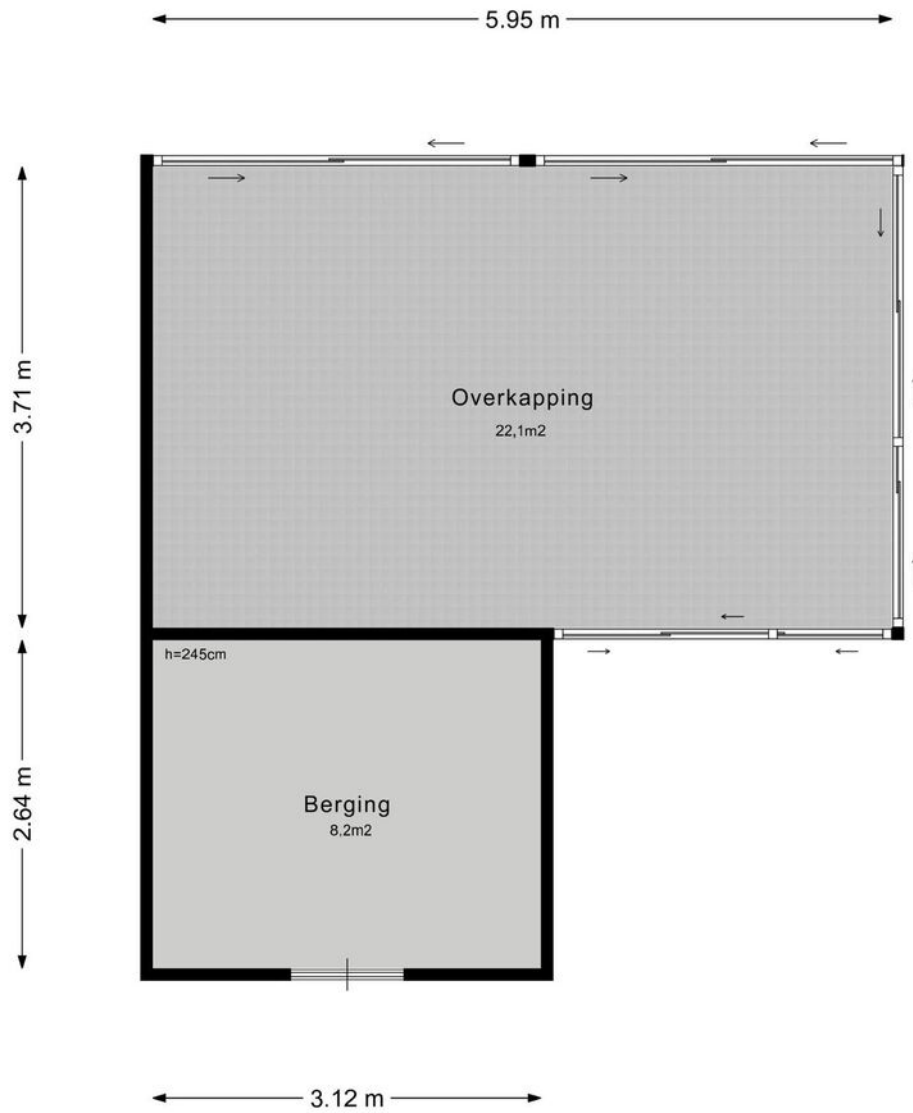 5.95 m
3.71 m
Overkapping
22,1m2
h=245cm
2.64 m
Berging
8,2m2
3.12 m